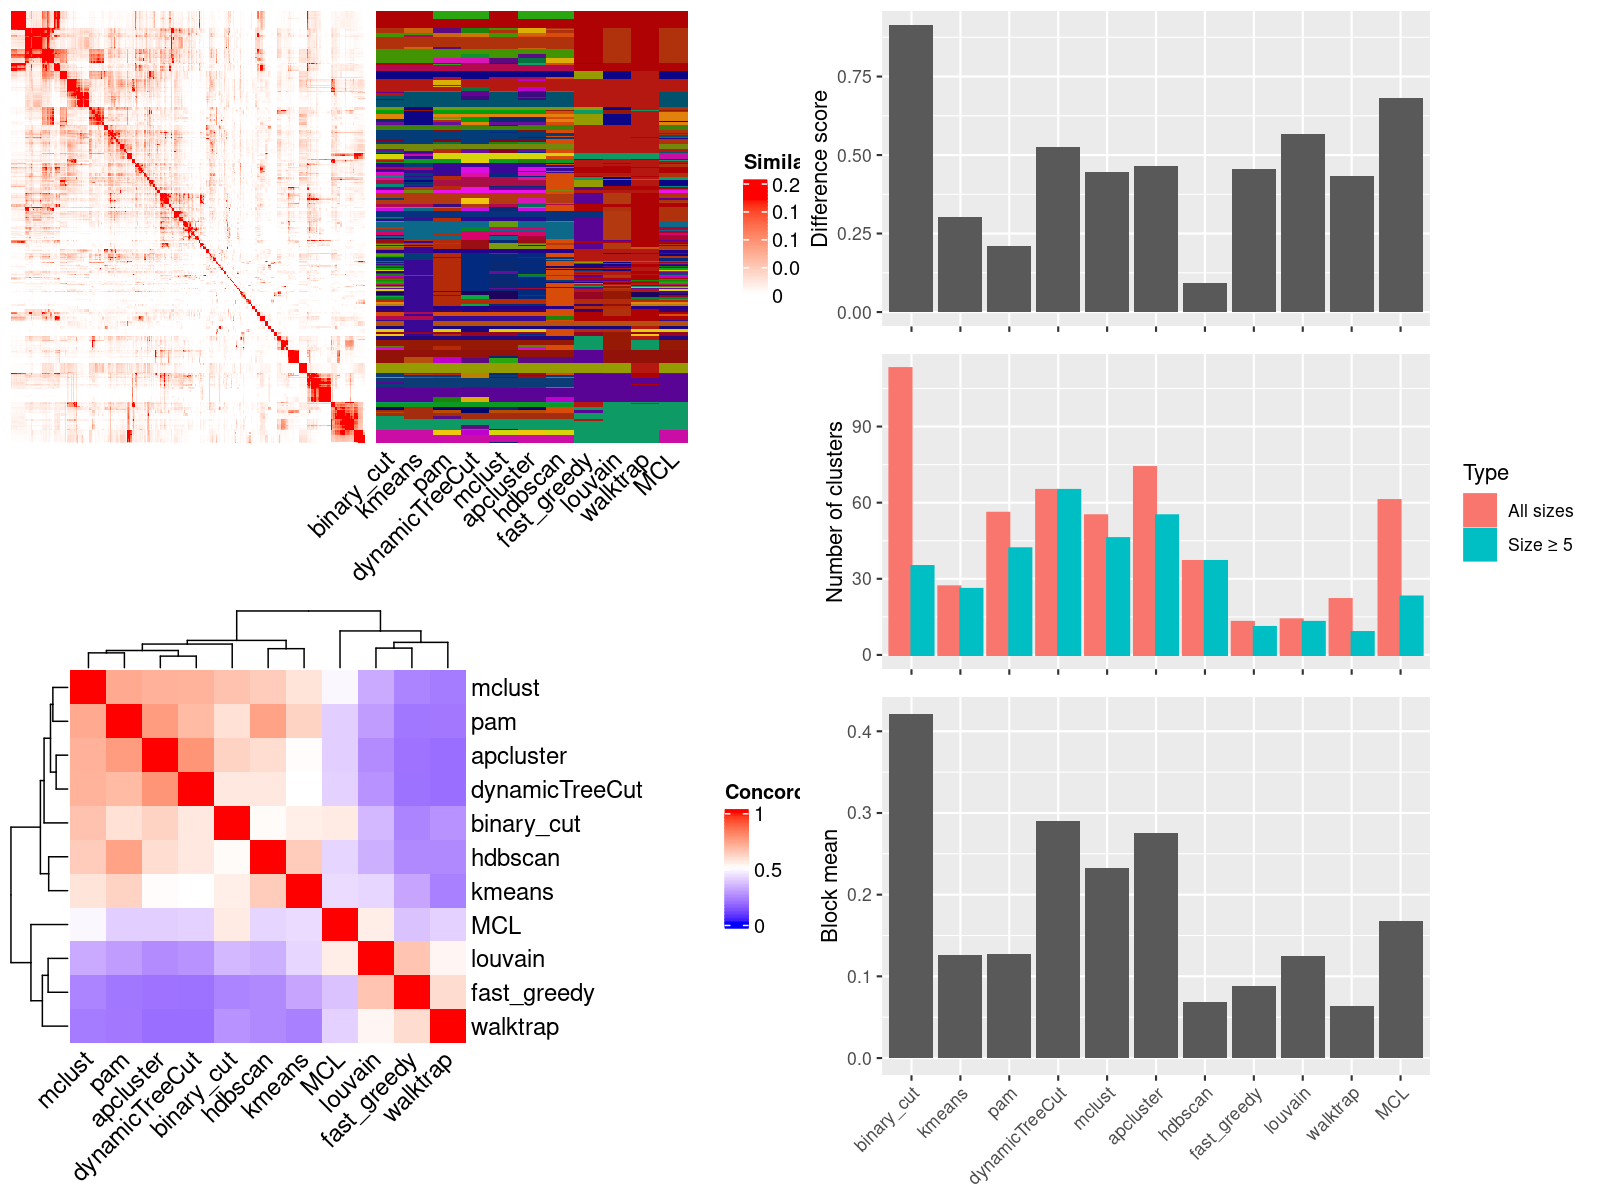 Simila
0.2
0.1
0.1
0.0
0
binary_cut
kmeans
pam
dynamicTreeCut
mclust
apcluster
hdbscan
fast_greedy
louvain
walktrap
MCL
mclust
pam
apcluster
dynamicTreeCut
binary_cut
hdbscan
kmeans
MCL
louvain
fast_greedy
walktrap
mclust
pam
apcluster
dynamicTreeCut
binary_cut
hdbscan
kmeans
MCL
louvain
fast_greedy
walktrap
Concord
1
0.5
0
Difference score
0.75
0.50
0.25
0.00
Number of clusters
90
60
30
0
Type
All sizes
Size ≥ 5
Block mean
0.4
0.3
0.2
0.1
0.0
binary_cut
kmeans
pam
dynamicTreeCut
mclust
apcluster
hdbscan
fast_greedy
louvain
walktrap
MCL